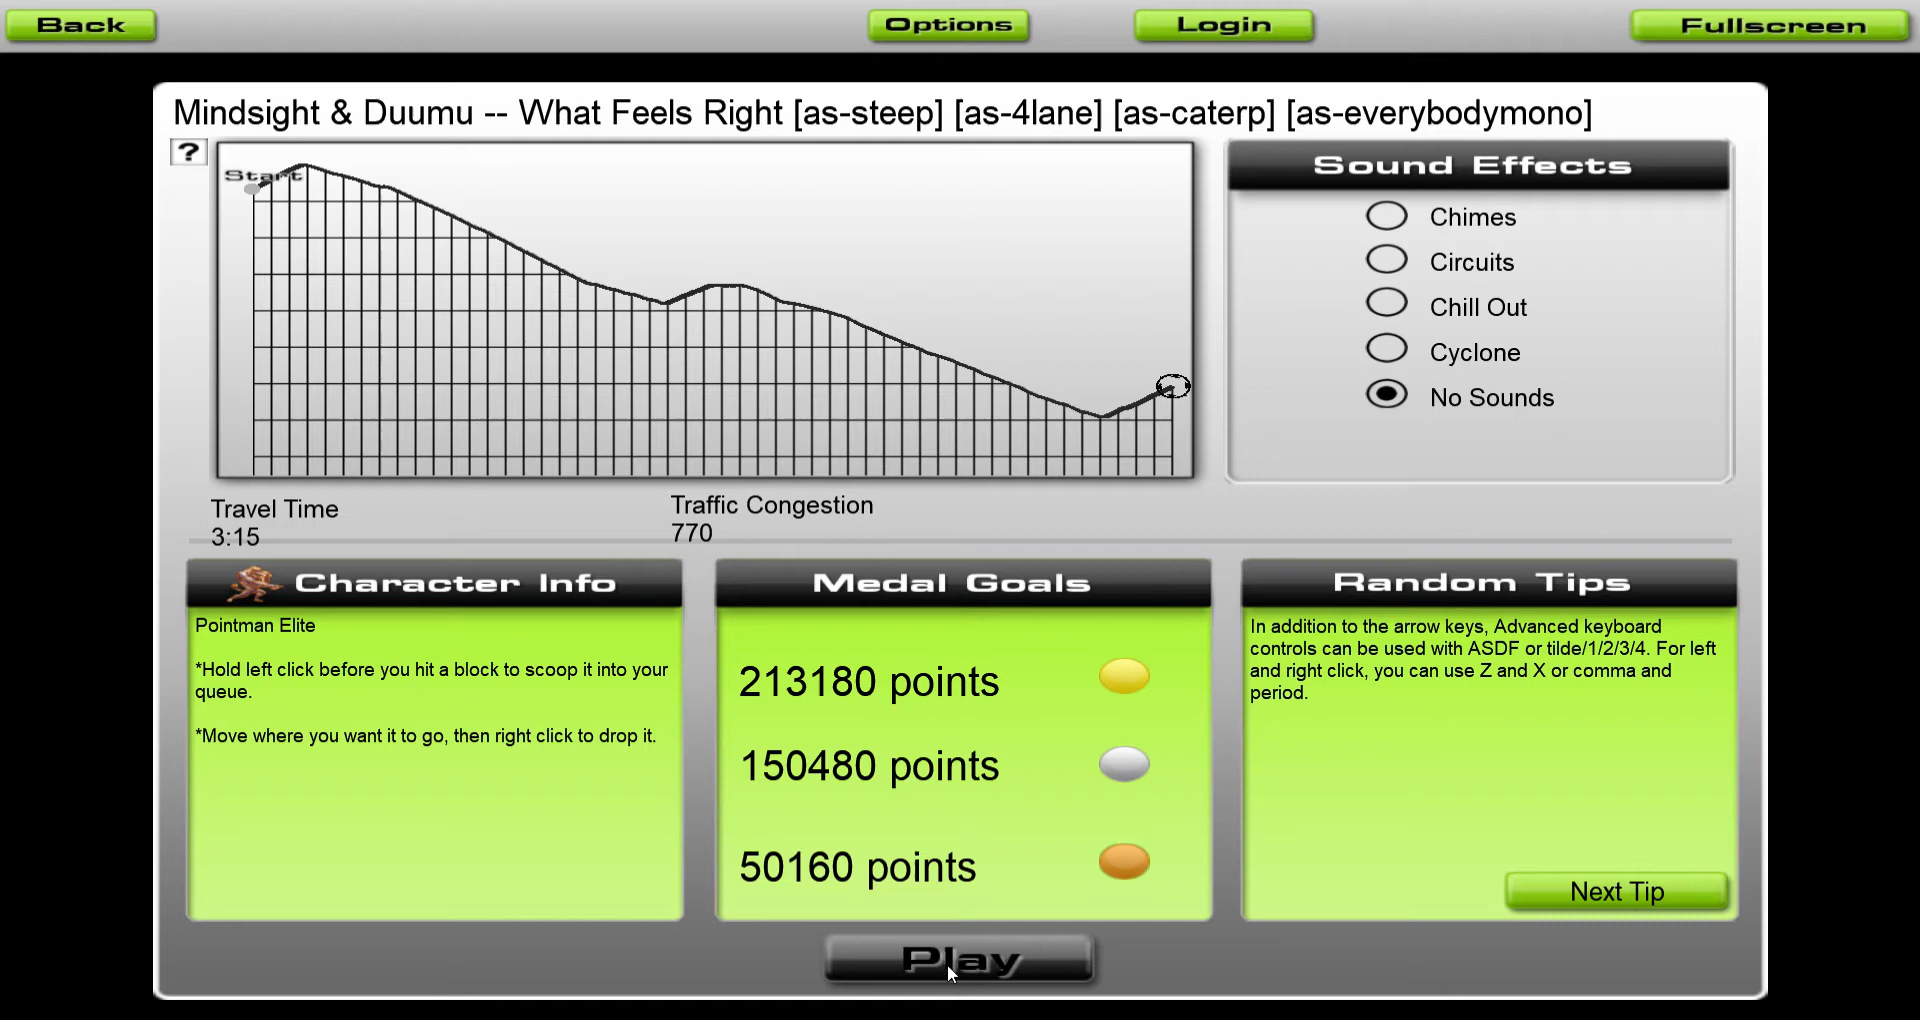 Back
Options
Login
Fullscreen
Mindsight & Duumu -- What Feels Right [as-steep] [as-4lane] [as-caterp] [as-everybodymono]
?
Start
Sound Effects
Chimes
Circuits
Chill Out
Cyclone
No Sounds
Travel Time
3:15
Traffic Congestion
770
Character Info
Pointman Elite
*Hold left click before you hit a block to scoop it into your
queue.
*Move where you want it to go, then right click to drop it.
Medal Goals
213180 points
150480 points
50160 points
Random Tips
In addition to the arrow keys, Advanced keyboard
controls can be used with ASDF or tilde/1/2/3/4. For left
and right click, you can use Z and X or comma and
period.
Next Tip
Play